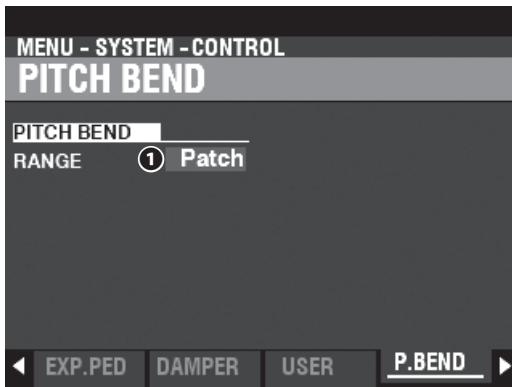 MENU - SYSTEM - CONTROL
PITCH BEND
PITCH BEND
RANGE 1 Patch
EXP.PED DAMPER USER P.BEND